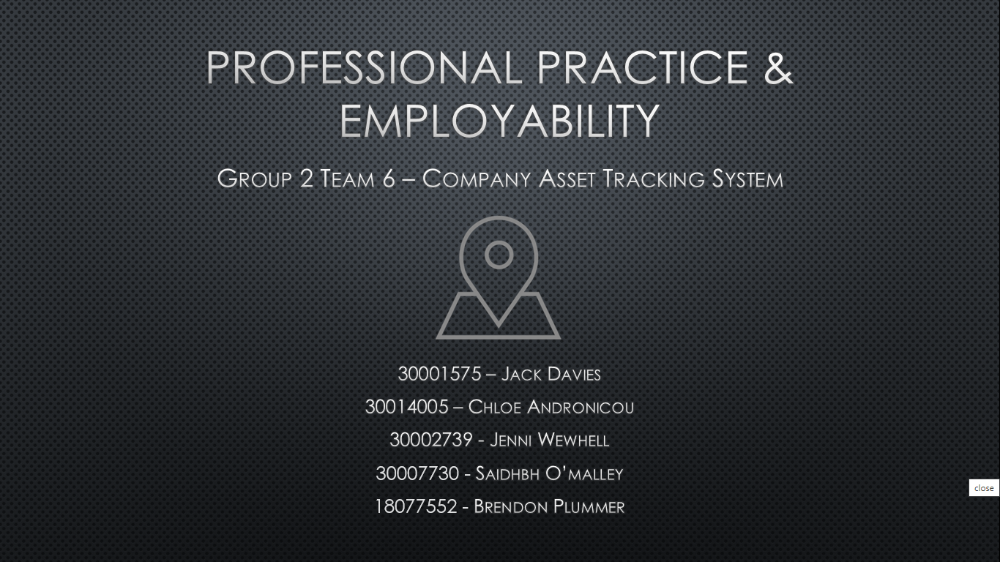 PROFESSIONAL PRACTICE &
EMPLOYABILITY
GROUP 2 TEAM 6 – COMPANY ASSET TRACKING SYSTEM
30001575 – JACK DAVIES
30014005 – CHLOE ANDRONICOU
30002739 - JENNI WEWHELL
30007730 - SAIDHBH O’MALLEY
18077552 - BRENDON PLUMMER
close